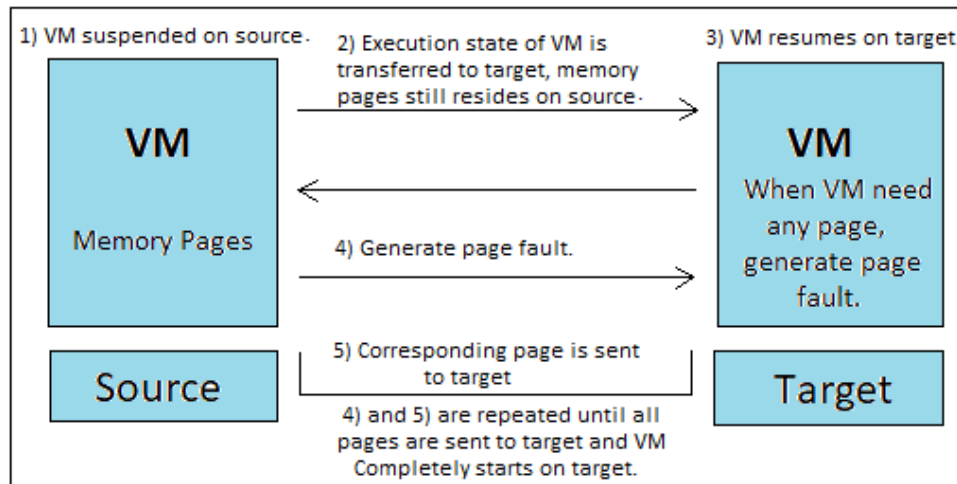 1) VM suspended on source.
2) Execution state of VM is
transferred to target, memory
pages still resides on source.
3) VM resumes on target
VM
Memory Pages
VM
When VM need
any page,
generate page
fault.
4) Generate page fault.
5) Corresponding page is sent
to target
Source
Target
4) and 5) are repeated until all
pages are sent to target and VM
Completely starts on target.